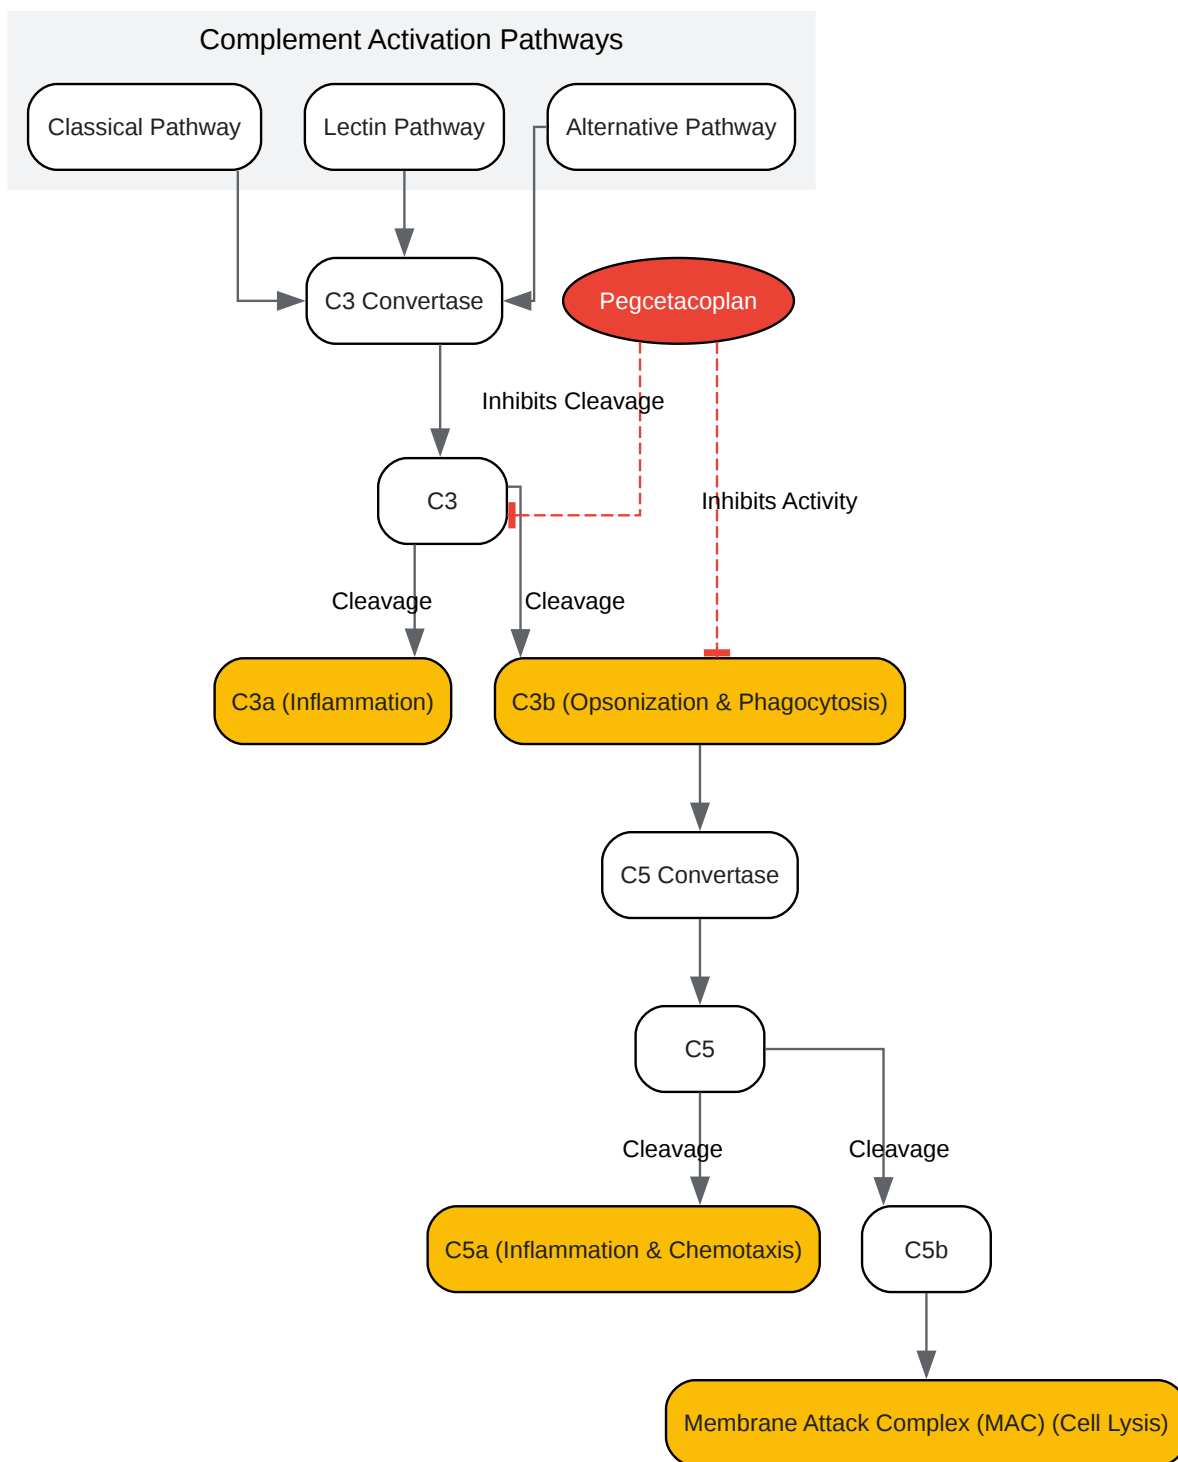 Complement Activation Pathways
Classical Pathway
Lectin Pathway
Alternative Pathway
C3 Convertase
Pegcetacoplan
Inhibits Cleavage
C3
Inhibits Activity
Cleavage
Cleavage
C3a (Inflammation)
C3b (Opsonization & Phagocytosis)
C5 Convertase
C5
Cleavage
Cleavage
C5a (Inflammation & Chemotaxis)
C5b
Membrane Attack Complex (MAC) (Cell Lysis)